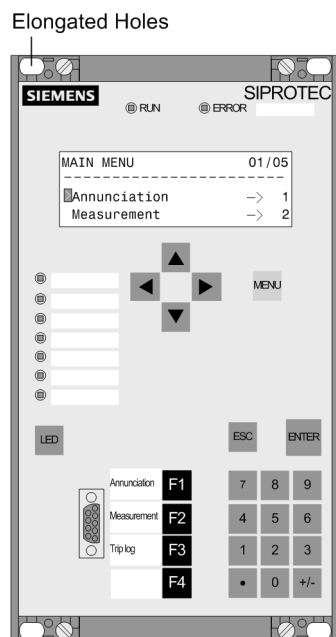 Elongated Holes
SIEMENS SIPROTEC
RUN ERROR
MAIN MENU 01/05
--------------------
Annunciation —> 1
Measurement —> 2
MENU
LED ESC ENTER
Annunciation F1 7 8 9
Measurement F2 4 5 6
Trip log F3 1 2 3
F4 • 0 +/-